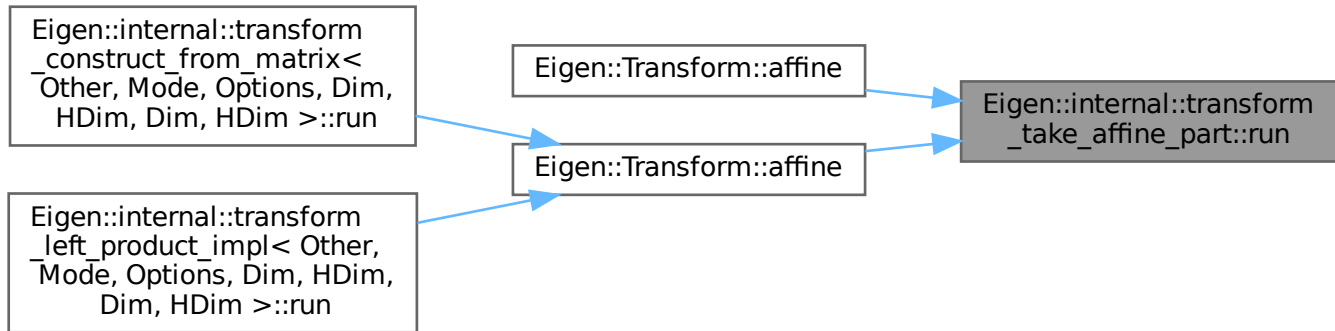 Eigen::internal::transform
_construct_from_matrix<
Other, Mode, Options, Dim,
HDim, Dim, HDim >::run
Eigen::internal::transform
_left_product_impl< Other,
Mode, Options, Dim, HDim,
Dim, HDim >::run
Eigen::Transform::affine
Eigen::Transform::affine
Eigen::internal::transform
_take_affine_part::run